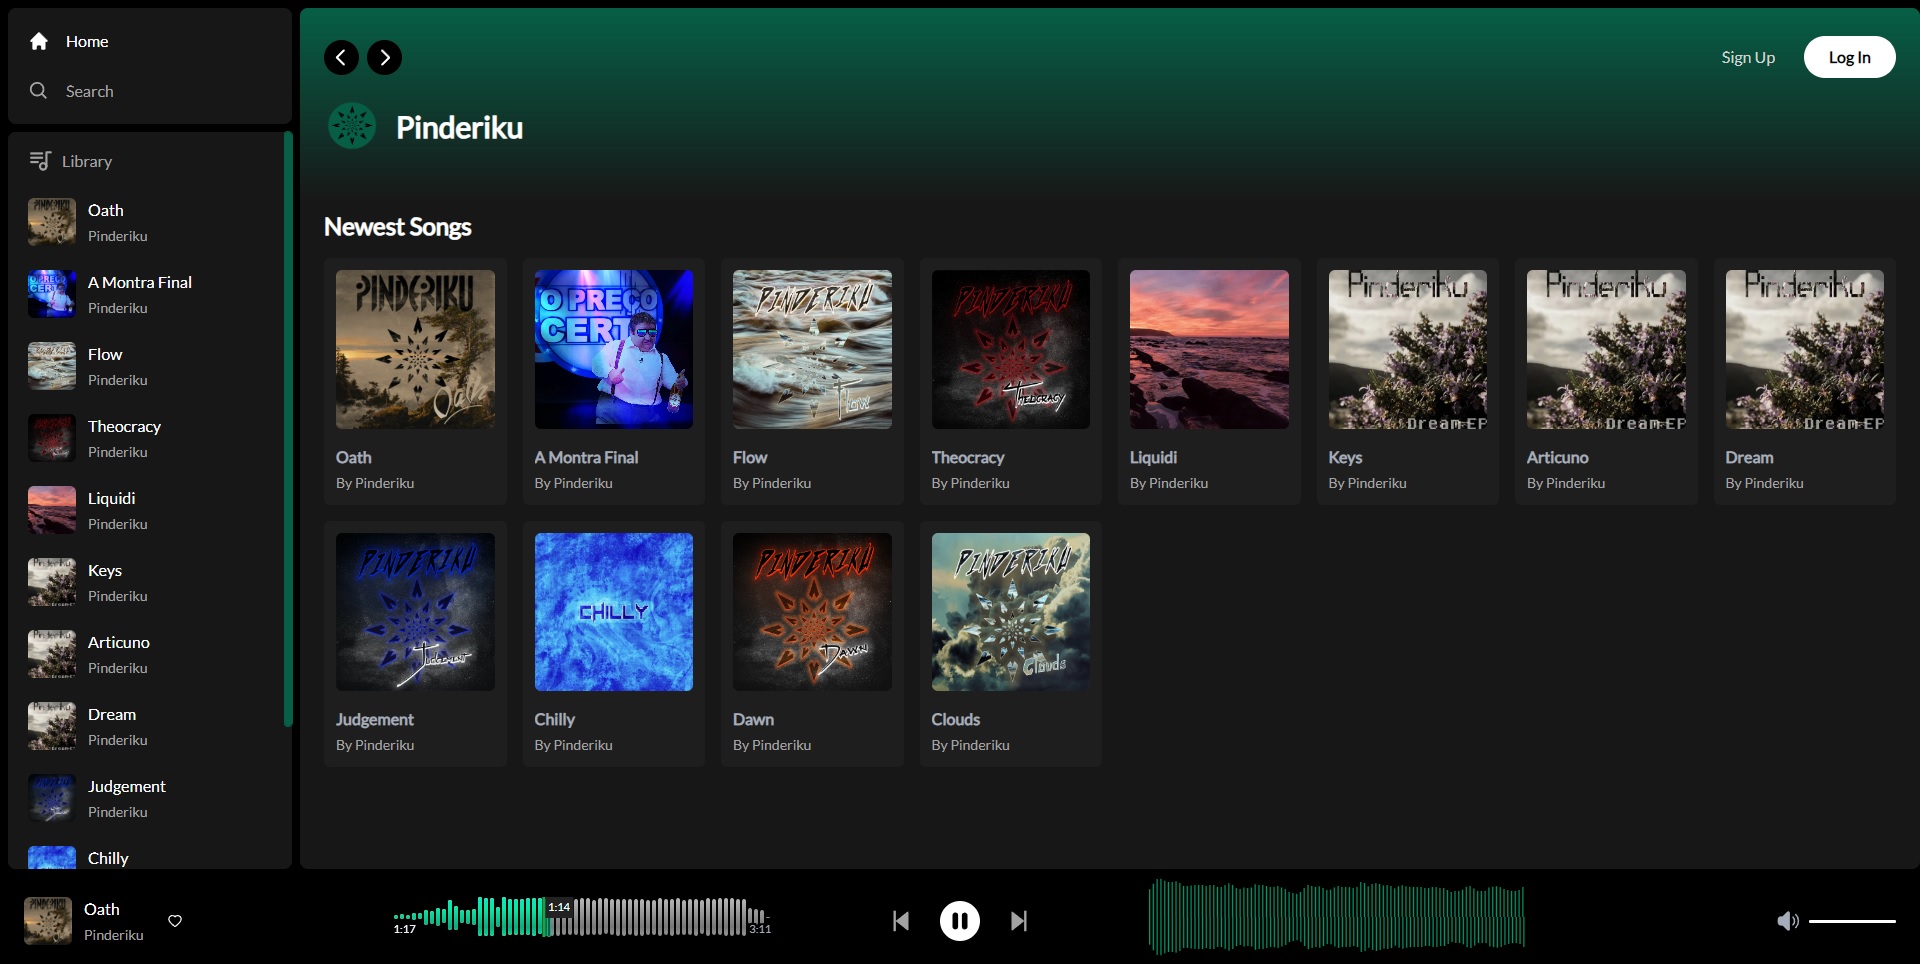 Home
Search
Library
Oath
Pinderiku
A Montra Final
Pinderiku
Flow
Pinderiku
Theocracy
Pinderiku
Liquidi
Pinderiku
Keys
Pinderiku
Articuno
Pinderiku
Dream
Pinderiku
Judgement
Pinderiku
Chilly
Sign Up
Log In
Pinderiku
Newest Songs
PINDERIKU
Oath
Oath
By Pinderiku
O PREÇO
CERT
A Montra Final
By Pinderiku
PINDERIKU
Flow
Flow
By Pinderiku
PINDERIKU
Theocracy
Theocracy
By Pinderiku
Liquidi
By Pinderiku
Pinderiku
Dream EP
Keys
By Pinderiku
Pinderiku
Dream EP
Articuno
By Pinderiku
Pinderiku
Dream EP
Dream
By Pinderiku
PINDERIKU
Judgement
Judgement
By Pinderiku
CHILLY
Chilly
By Pinderiku
PINDERIKU
Dawn
Dawn
By Pinderiku
PINDERIKU
Clouds
Clouds
By Pinderiku
Oath
Pinderiku
1:17
1:14
3:11